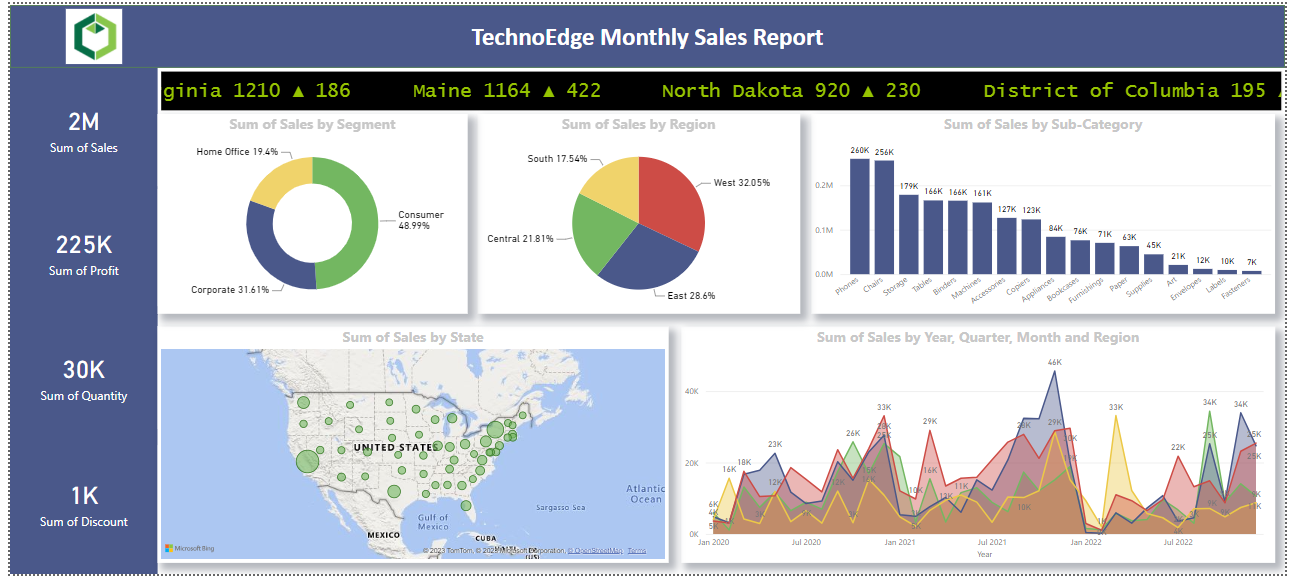 TechnoEdge Monthly Sales Report
ginia 1210 ▲ 186 Maine 1164 ▲ 422 North Dakota 920 ▲ 230 District of Columbia 195
2M
Sum of Sales
225K
Sum of Profit
30K
Sum of Quantity
1K
Sum of Discount
Sum of Sales by Segment
Home Office 19.4%
Consumer
48.99%
Corporate 31.61%
Sum of Sales by Region
South 17.54%
West 32.05%
Central 21.81%
East 28.6%
Sum of Sales by Sub-Category
260K 256K 179K 166K 166K 161K 127K 123K 84K 76K 71K 63K 45K 21K 12K 10K 7K
0.2M
0.1M
0.0M
Phones Chairs Storage Tables Binders Machines Accessories Copiers Appliances Bookcases Furnishings Paper Supplies Art Envelopes Labels Fasteners
Sum of Sales by State
UNITED STATES
Atlantic
Ocean
Sargasso Sea
Gulf of
Mexico
MEXICO
CUBA
Microsoft Bing
© 2023 TomTom, © 2023 Microsoft Corporation, © OpenStreetMap Terms
Sum of Sales by Year, Quarter, Month and Region
46K
40K
33K 33K 34K 34K
29K 29K 28K
26K 25K 25K
23K 22K
20K
18K 16K 16K
12K 11K 10K
0K
Jan 2020 Jul 2020 Jan 2021 Jul 2021 Jan 2022 Jul 2022
Year